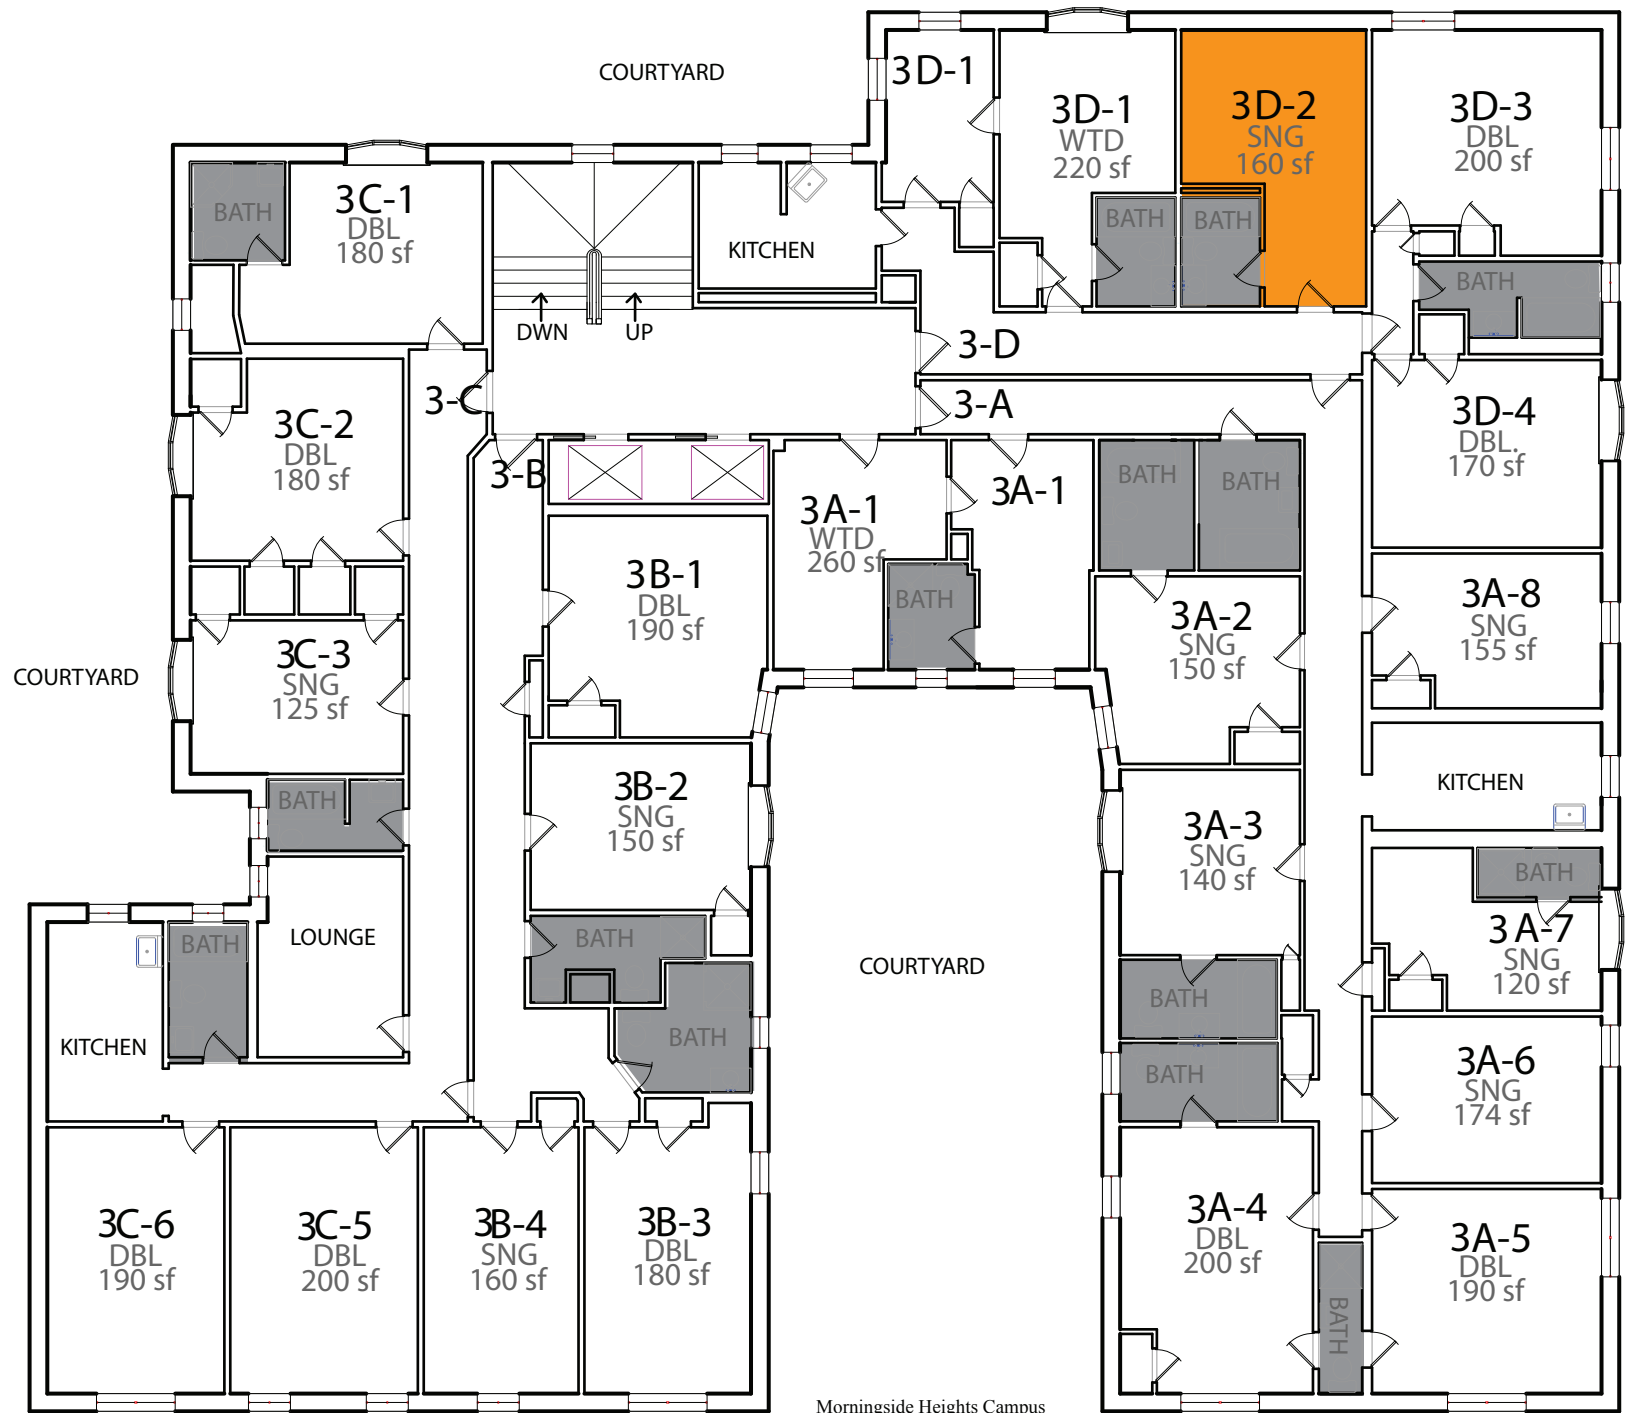 COURTYARD
3D-1
3D-1
WTD
220 sf
3D-2
SNG
160 sf
3D-3
DBL
200 sf
BATH
3C-1
DBL
180 sf
KITCHEN
BATH
BATH
BATH
DWN
UP
3-D
3-C
3-A
3C-2
DBL
180 sf
3D-4
DBL.
170 sf
3-B
3A-1
WTD
260 sf
3A-1
BATH
BATH
3B-1
DBL
190 sf
BATH
3A-2
SNG
150 sf
3A-8
SNG
155 sf
COURTYARD
3C-3
SNG
125 sf
BATH
3B-2
SNG
150 sf
3A-3
SNG
140 sf
KITCHEN
BATH
BATH
LOUNGE
BATH
COURTYARD
3A-7
SNG
120 sf
KITCHEN
BATH
BATH
BATH
3A-6
SNG
174 sf
3C-6
DBL
190 sf
3C-5
DBL
200 sf
3B-4
SNG
160 sf
3B-3
DBL
180 sf
3A-4
DBL
200 sf
3A-5
DBL
190 sf
BATH
Morningside Heights Campus